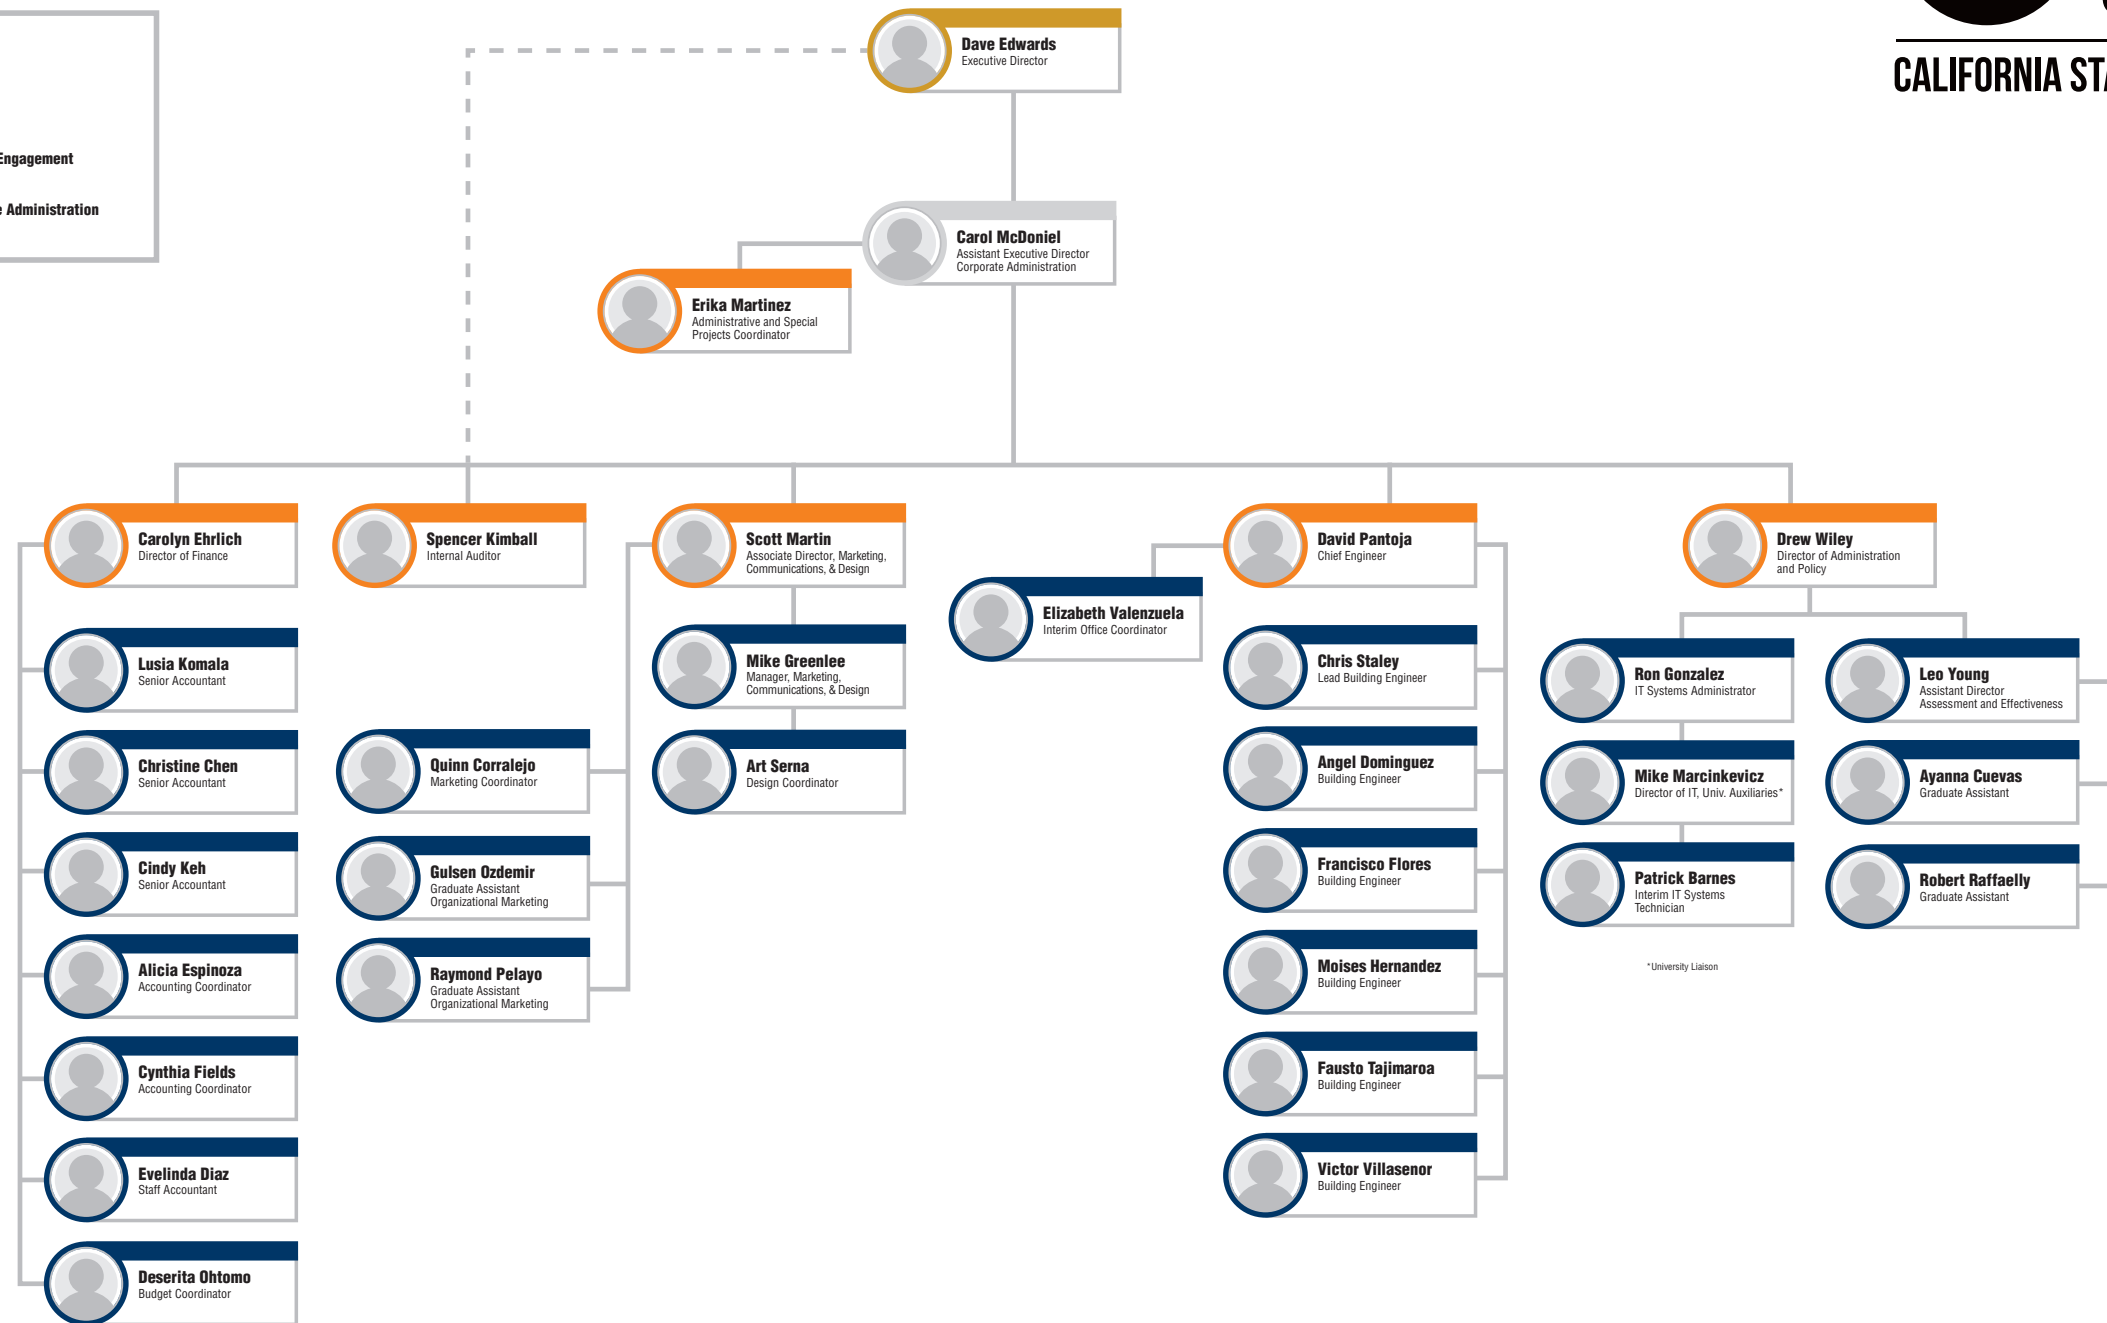 Engagement
Administration
CALIFORNIA
Dave Edwards
Executive Director
Carol McDoniel
Assistant Executive Director
Corporate Administration
Erika Martinez
Administrative and Special
Projects Coordinator
Carolyn Ehrlich
Director of Finance
Spencer Kimball
Internal Auditor
Scott Martin
Associate Director, Marketing,
Communications, & Design
David Pantoja
Chief Engineer
Drew Wiley
Director of Administration
and Policy
Elizabeth Valenzuela
Interim Office Coordinator
Lusia Komala
Senior Accountant
Christine Chen
Senior Accountant
Cindy Keh
Senior Accountant
Alicia Espinoza
Accounting Coordinator
Cynthia Fields
Accounting Coordinator
Evelinda Diaz
Staff Accountant
Deserita Ohtomo
Budget Coordinator
Quinn Corralejo
Marketing Coordinator
Gulsen Ozdemir
Graduate Assistant
Organizational Marketing
Raymond Pelayo
Graduate Assistant
Organizational Marketing
Mike Greenlee
Manager, Marketing,
Communications, & Design
Art Serna
Design Coordinator
Chris Staley
Lead Building Engineer
Angel Dominguez
Building Engineer
Francisco Flores
Building Engineer
Moises Hernandez
Building Engineer
Fausto Tajimaroa
Building Engineer
Victor Villasenor
Building Engineer
Ron Gonzalez
IT Systems Administrator
Mike Marcinkevicz
Director of IT, Univ. Auxiliaries*
Patrick Barnes
Interim IT Systems
Technician
*University Liaison
Leo Young
Assistant Director
Assessment and Effectiveness
Ayanna Cuevas
Graduate Assistant
Robert Raffaelly
Graduate Assistant